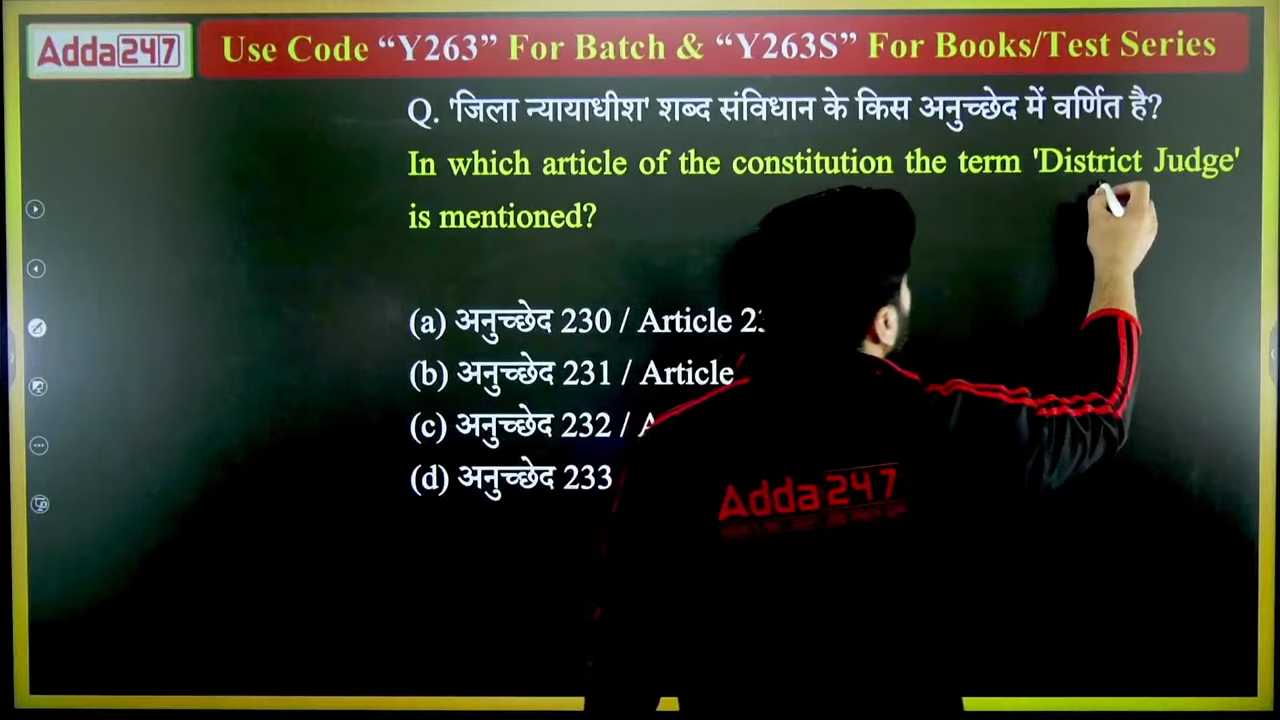 Adda247
Use Code “Y263” For Batch & “Y263S” For Books/Test Series
Q. 'जिला न्यायाधीश' शब्द संविधान के किस अनुच्छेद में वर्णित है?
In which article of the constitution the term 'District Judge'
is mentioned?
(a) अनुच्छेद 230 / Article
(b) अनुच्छेद 231 / Article
(c) अनुच्छेद 232 /
(d) अनुच्छेद 233
Adda247